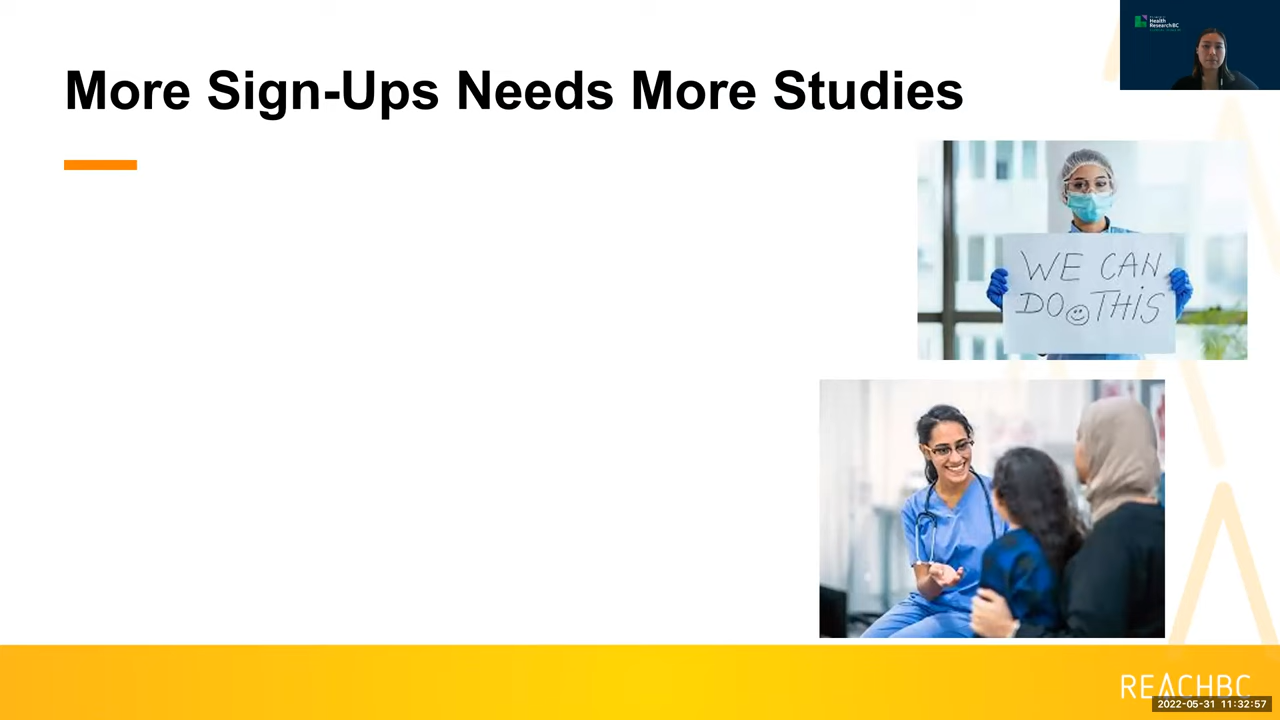 More Sign-Ups Needs More Studies
Health
ResearchBC
WE CAN
DO THIS
REACHBC
2022-05-31 11:32:57